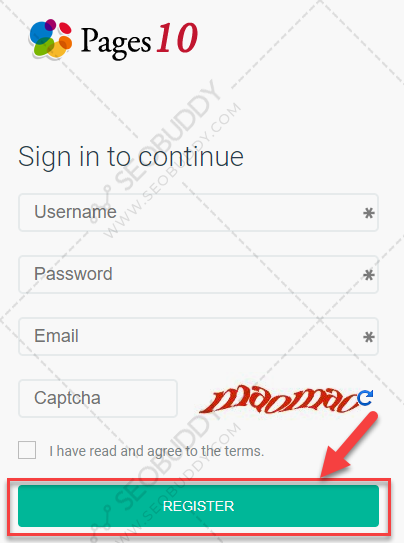 Pages10
SEOBUDDY
WWW.SEOBUDDY.COM
Sign in to continue
Username *
Password *
Email *
Captcha
I have read and agree to the terms.
REGISTER
SEOBUDDY
WWW.SEOBUDDY.COM